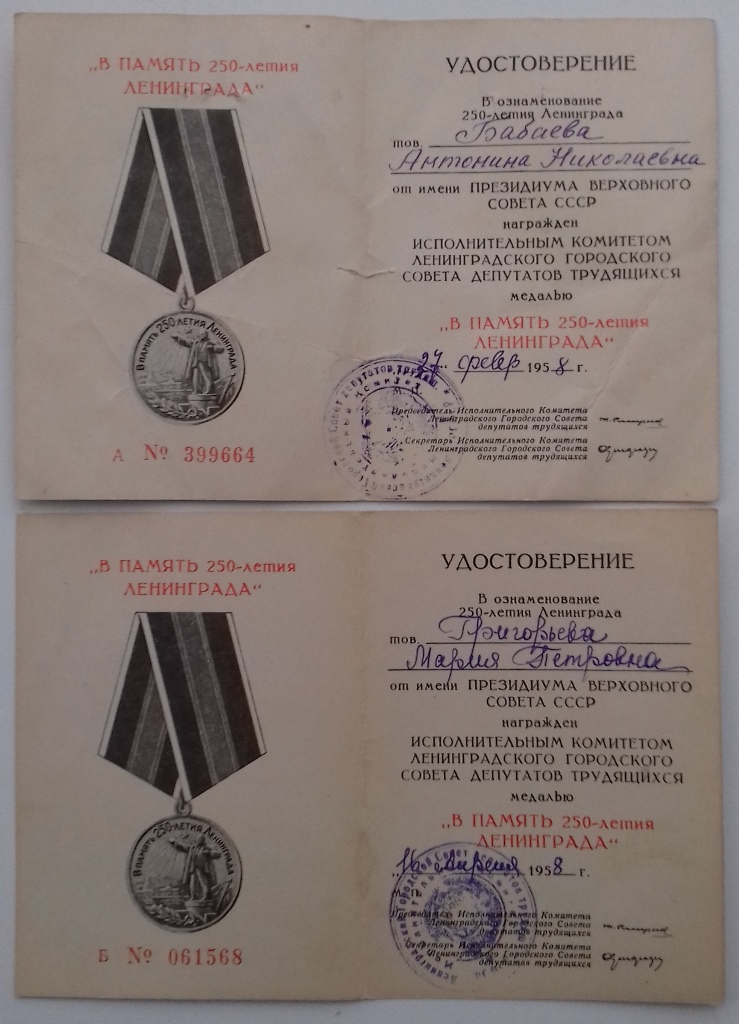 „В ПАМЯТЬ 250-летия
ЛЕНИНГРАДА“
В ПАМЯТЬ 250-ЛЕТИЯ ЛЕНИНГРАДА
А № 399664
УДОСТОВЕРЕНИЕ
В ознаменование
250-летия Ленинграда
тов. Бабаева
Антонина Николаевна
от имени ПРЕЗИДИУМА ВЕРХОВНОГО
СОВЕТА СССР
награжден
ИСПОЛНИТЕЛЬНЫМ КОМИТЕТОМ
ЛЕНИНГРАДСКОГО ГОРОДСКОГО
СОВЕТА ДЕПУТАТОВ ТРУДЯЩИХСЯ
медалью
„В ПАМЯТЬ 250-летия
ЛЕНИНГРАДА“
„27“ февр 1958 г.
М. П.
Председатель Исполнительного Комитета
Ленинградского Городского Совета
депутатов трудящихся
Секретарь Исполнительного Комитета
Ленинградского Городского Совета
депутатов трудящихся
„В ПАМЯТЬ 250-летия
ЛЕНИНГРАДА“
В ПАМЯТЬ 250-ЛЕТИЯ ЛЕНИНГРАДА
Б № 061568
УДОСТОВЕРЕНИЕ
В ознаменование
250-летия Ленинграда
тов. Григорьева
Мария Петровна
от имени ПРЕЗИДИУМА ВЕРХОВНОГО
СОВЕТА СССР
награжден
ИСПОЛНИТЕЛЬНЫМ КОМИТЕТОМ
ЛЕНИНГРАДСКОГО ГОРОДСКОГО
СОВЕТА ДЕПУТАТОВ ТРУДЯЩИХСЯ
медалью
„В ПАМЯТЬ 250-летия
ЛЕНИНГРАДА“
„16“ апреля 1958 г.
М. П.
Председатель Исполнительного Комитета
Ленинградского Городского Совета
депутатов трудящихся
Секретарь Исполнительного Комитета
Ленинградского Городского Совета
депутатов трудящихся